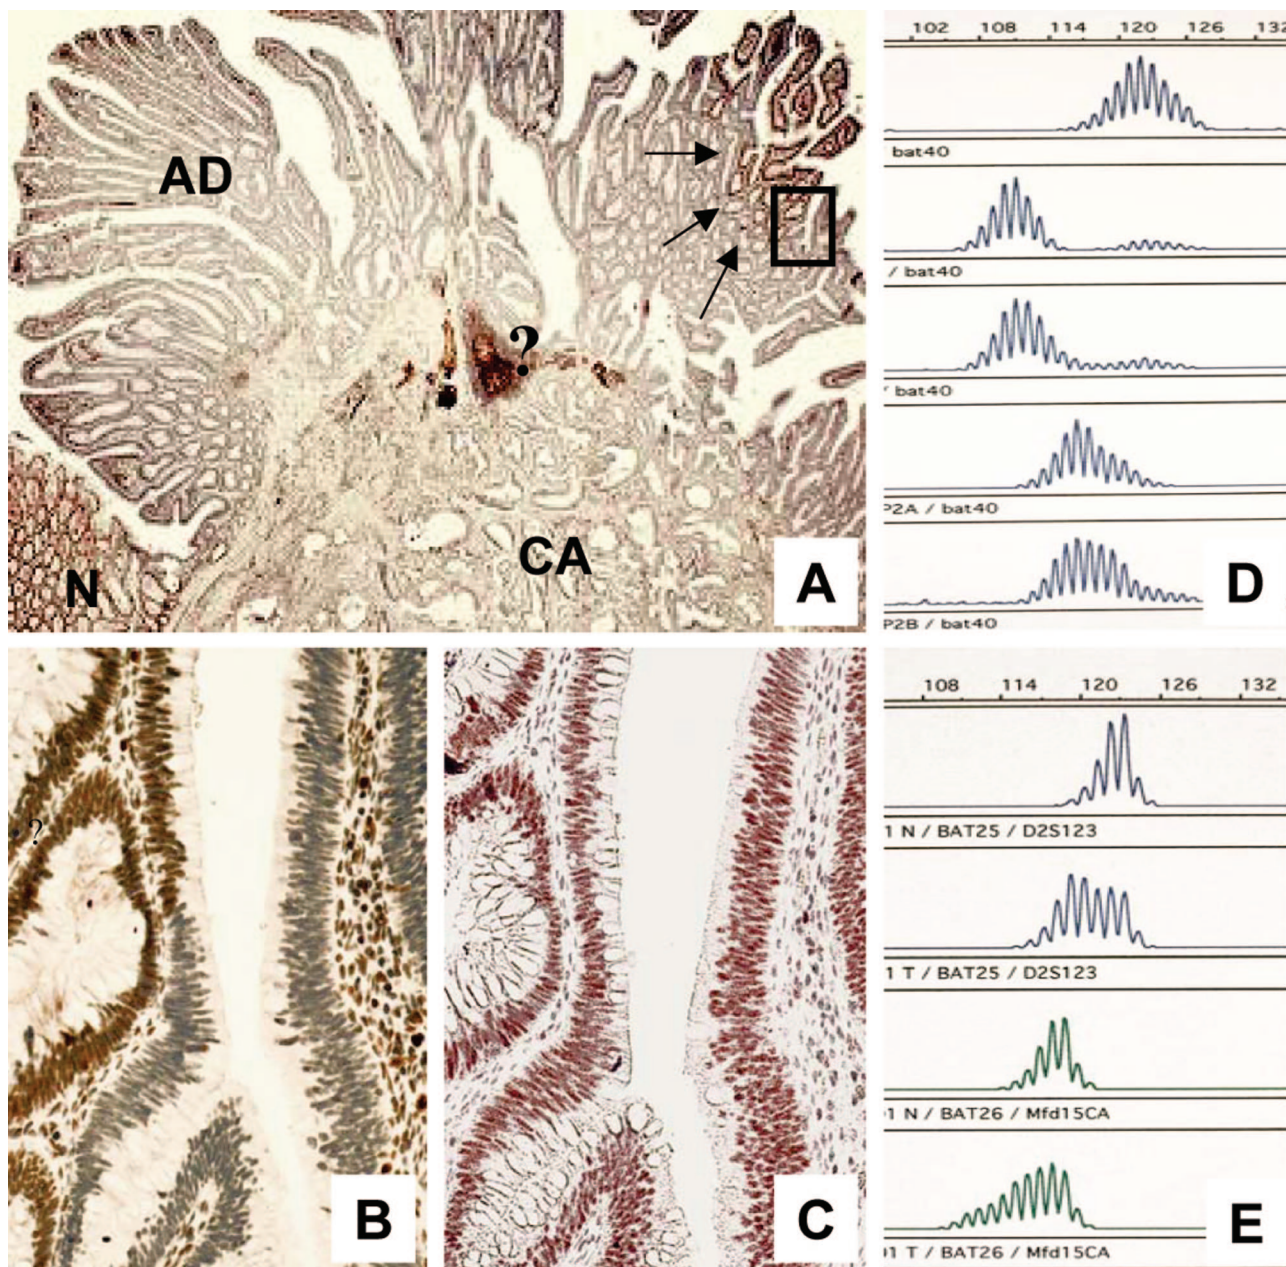 AD
?
N
CA
A
102 108 114 120 126 132
bat40
/ bat40
/ bat40
P2A / bat40
P2B / bat40
D
?
B
C
108 114 120 126 132
1 N / BAT25 / D2S123
1 T / BAT25 / D2S123
1 N / BAT26 / Mfd15CA
1 T / BAT26 / Mfd15CA
E